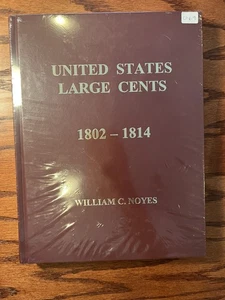 UNITED STATES
LARGE CENTS
1802 – 1814
WILLIAM C. NOYES